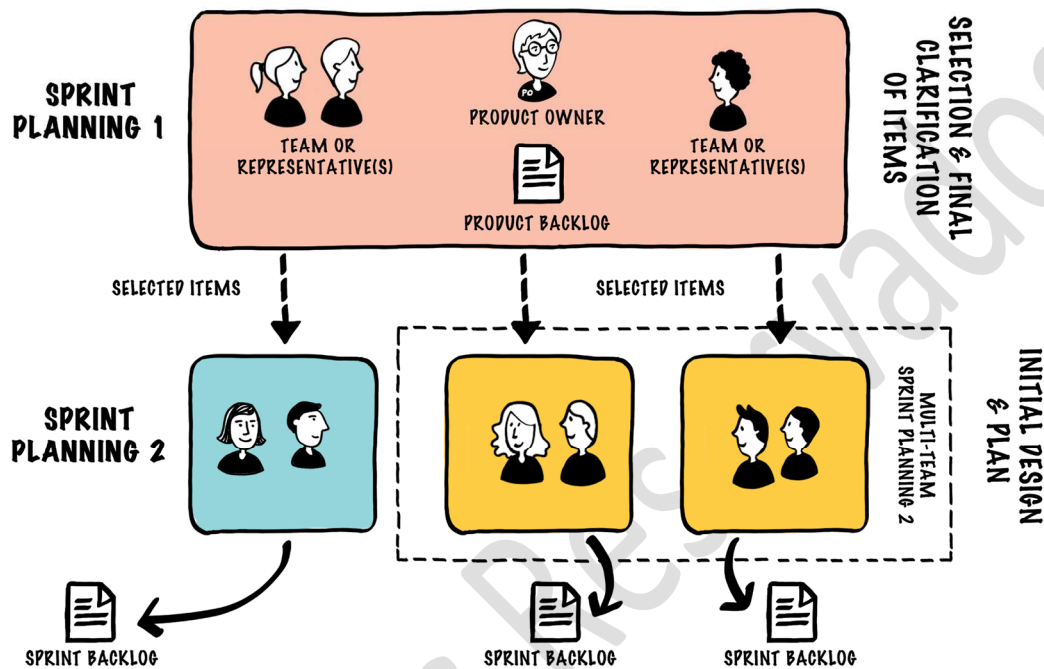 SPRINT
PLANNING 1
TEAM OR
REPRESENTATIVE(S)
PO
PRODUCT OWNER
PRODUCT BACKLOG
TEAM OR
REPRESENTATIVE(S)
SELECTION & FINAL
CLARIFICATION
OF ITEMS
SELECTED ITEMS
SELECTED ITEMS
SPRINT
PLANNING 2
MULTI-TEAM
SPRINT PLANNING 2
INITIAL DESIGN
& PLAN
SPRINT BACKLOG
SPRINT BACKLOG
SPRINT BACKLOG
s Reservados